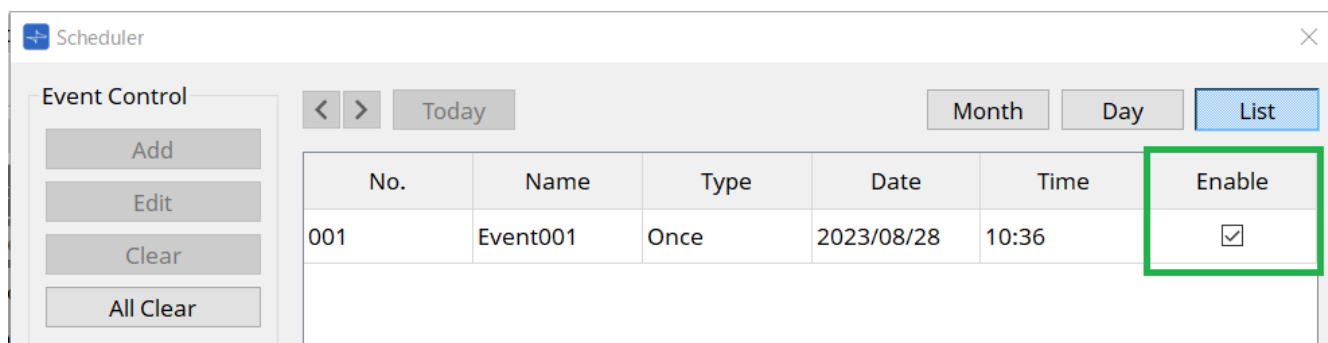 Scheduler
Event Control
Add
Edit
Clear
All Clear
< > Today Month Day List
No. Name Type Date Time Enable
001 Event001 Once 2023/08/28 10:36